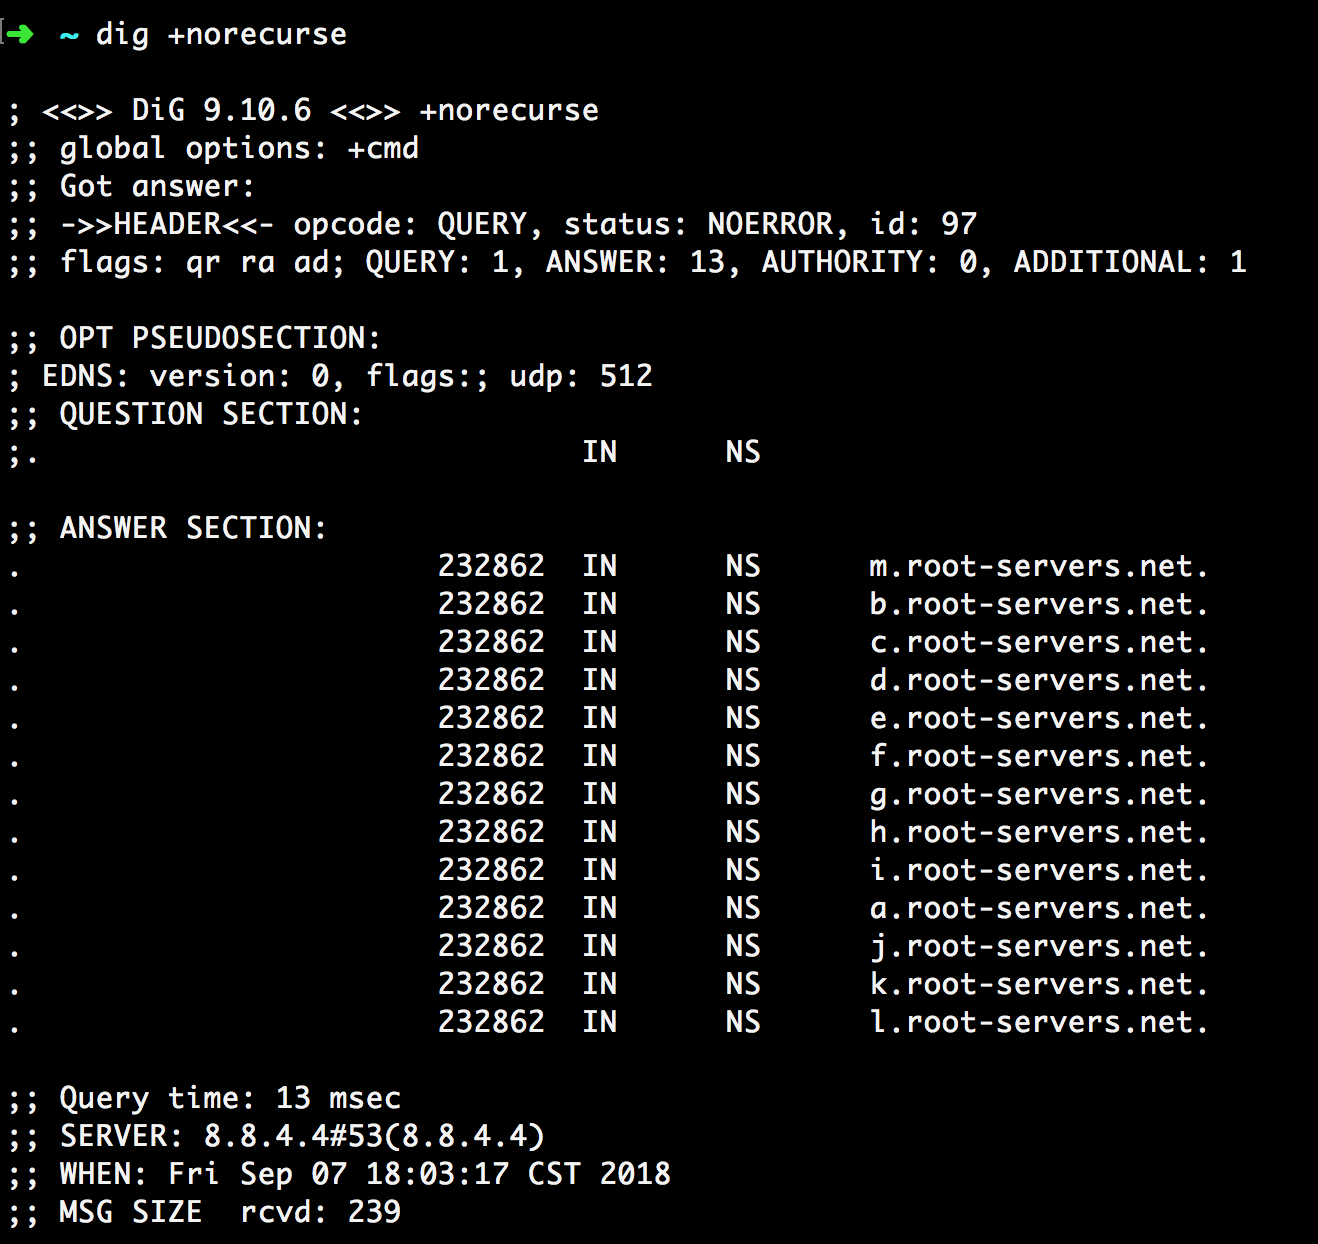 ➜  ~ dig +norecurse

; <<>> DiG 9.10.6 <<>> +norecurse
;; global options: +cmd
;; Got answer:
;; ->>HEADER<<- opcode: QUERY, status: NOERROR, id: 97
;; flags: qr ra ad; QUERY: 1, ANSWER: 13, AUTHORITY: 0, ADDITIONAL: 1

;; OPT PSEUDOSECTION:
; EDNS: version: 0, flags:; udp: 512
;; QUESTION SECTION:
;.				IN	NS

;; ANSWER SECTION:
.			232862	IN	NS	m.root-servers.net.
.			232862	IN	NS	b.root-servers.net.
.			232862	IN	NS	c.root-servers.net.
.			232862	IN	NS	d.root-servers.net.
.			232862	IN	NS	e.root-servers.net.
.			232862	IN	NS	f.root-servers.net.
.			232862	IN	NS	g.root-servers.net.
.			232862	IN	NS	h.root-servers.net.
.			232862	IN	NS	i.root-servers.net.
.			232862	IN	NS	a.root-servers.net.
.			232862	IN	NS	j.root-servers.net.
.			232862	IN	NS	k.root-servers.net.
.			232862	IN	NS	l.root-servers.net.

;; Query time: 13 msec
;; SERVER: 8.8.4.4#53(8.8.4.4)
;; WHEN: Fri Sep 07 18:03:17 CST 2018
;; MSG SIZE  rcvd: 239